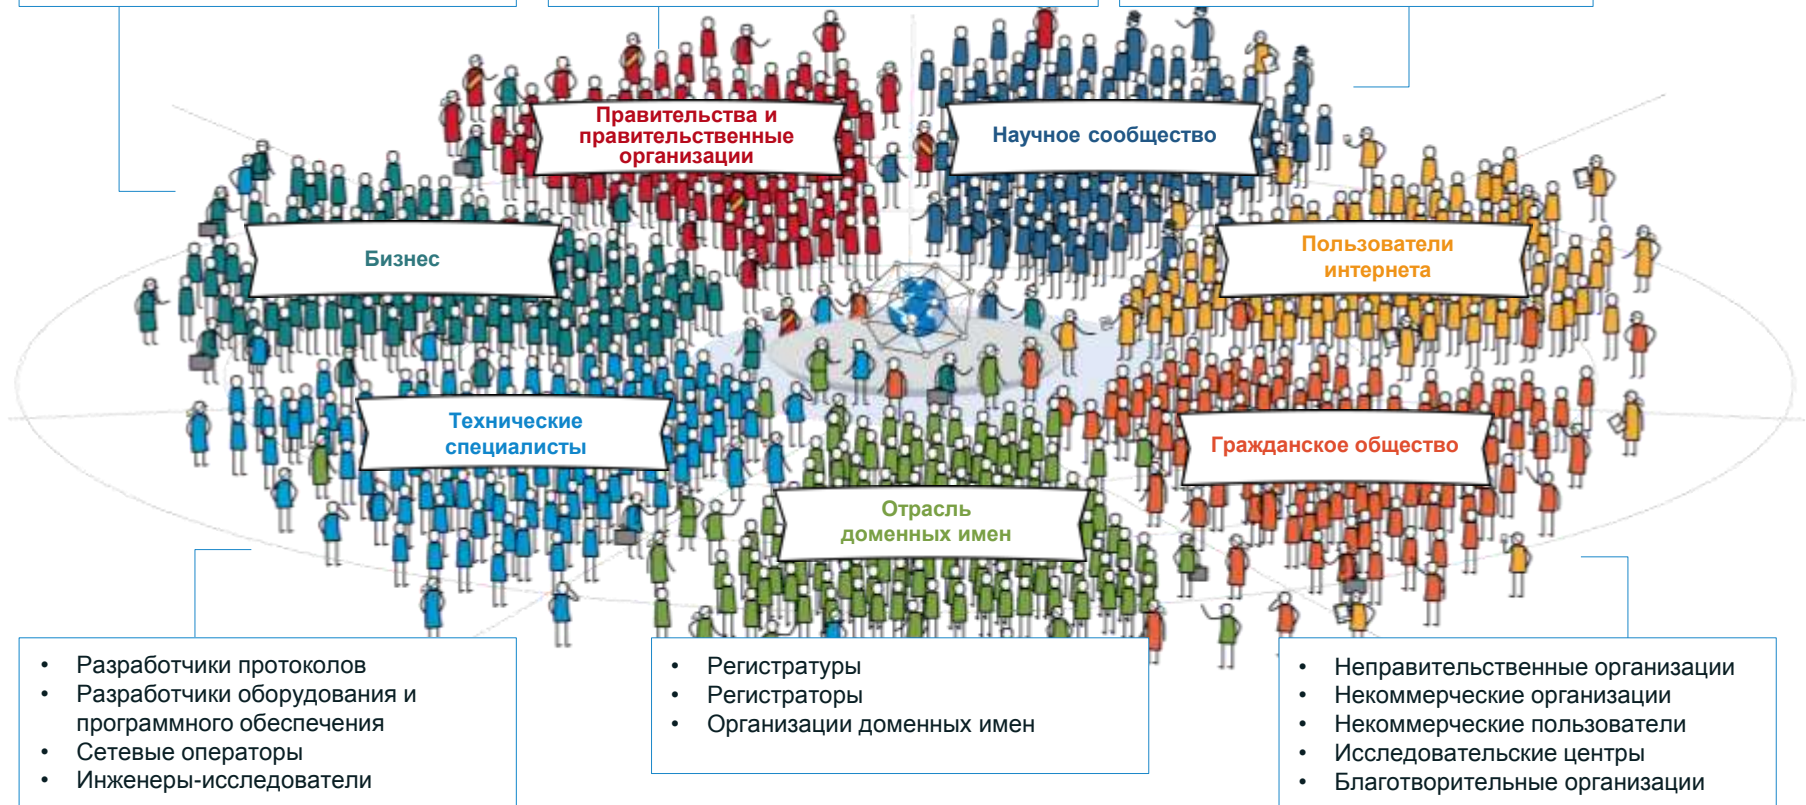 Правительства и
правительственные
организации
Научное сообщество
Бизнес
Пользователи
интернета
Технические
специалисты
Гражданское общество
Отрасль
доменных имен
• Разработчики протоколов
• Разработчики оборудования и
программного обеспечения
• Сетевые операторы
• Инженеры-исследователи
• Регистратуры
• Регистраторы
• Организации доменных имен
• Неправительственные организации
• Некоммерческие организации
• Некоммерческие пользователи
• Исследовательские центры
• Благотворительные организации